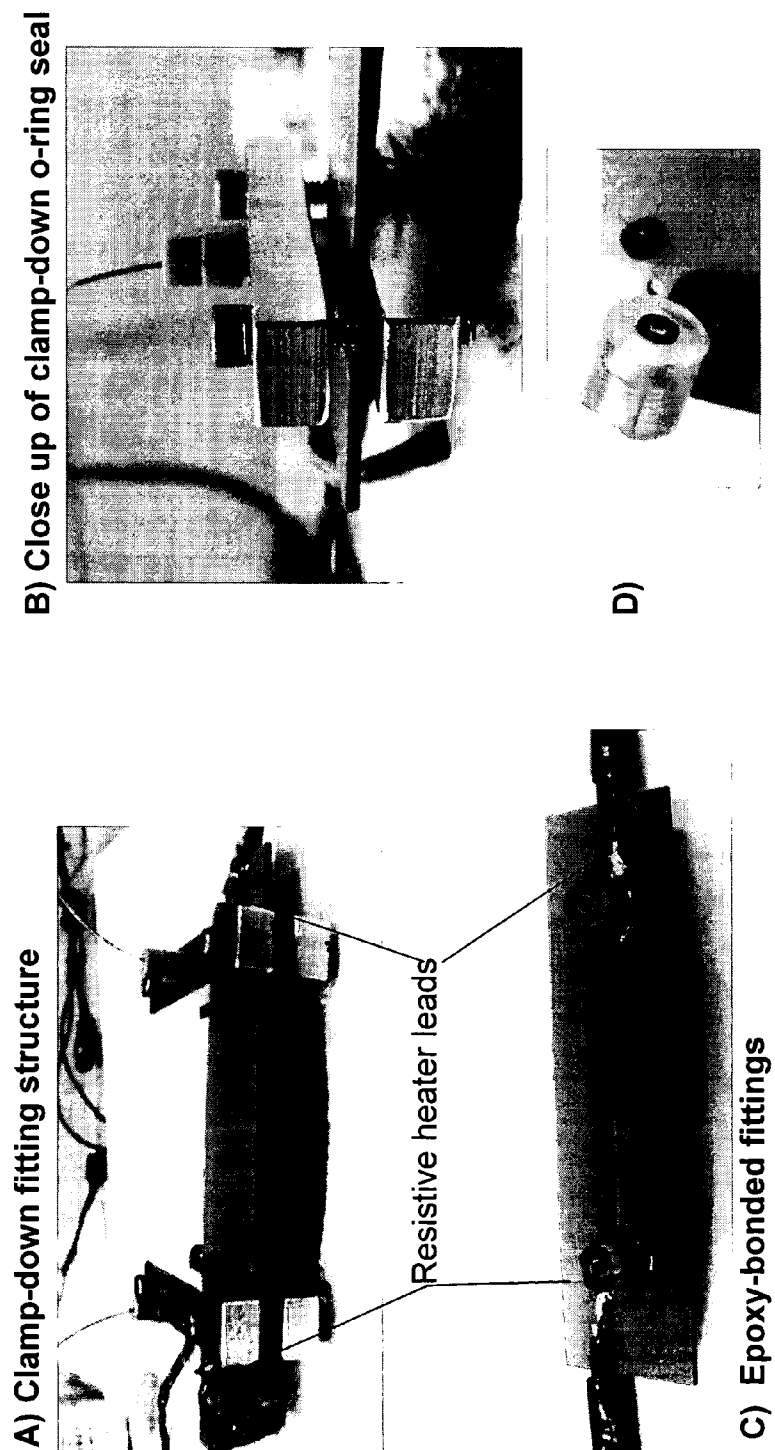 A) Clamp-down fitting structure
B) Close up of clamp-down o-ring seal
Resistive heater leads
C) Epoxy-bonded fittings
D)